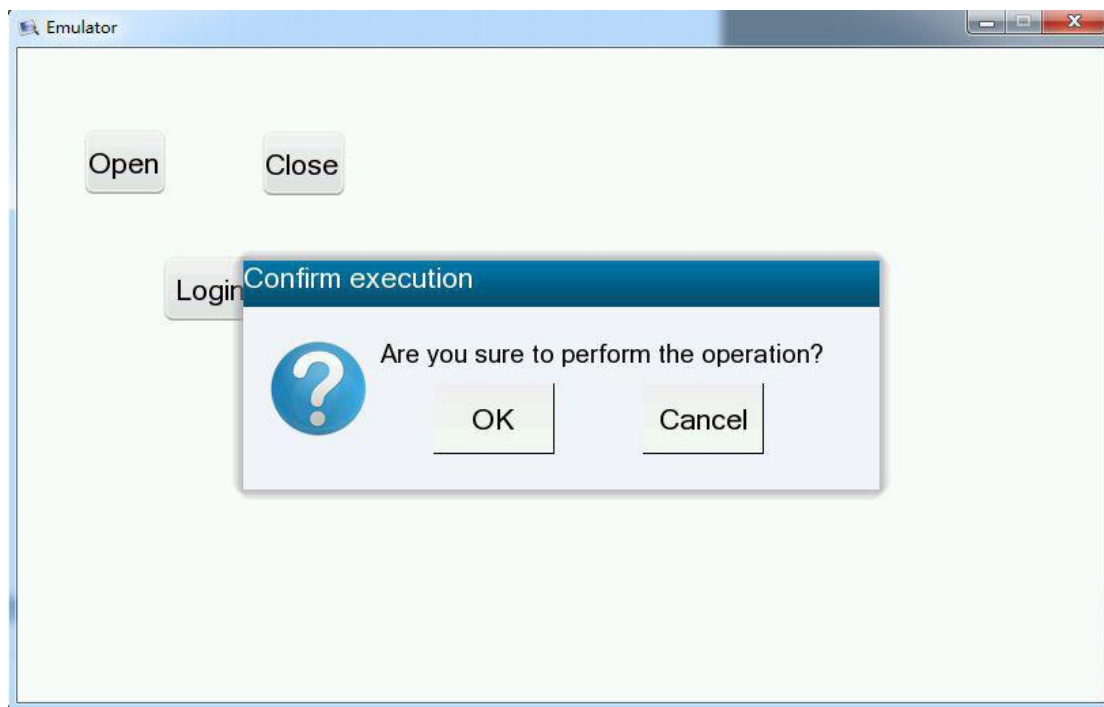 Emulator
Open
Close
Login
Confirm execution
Are you sure to perform the operation?
OK
Cancel